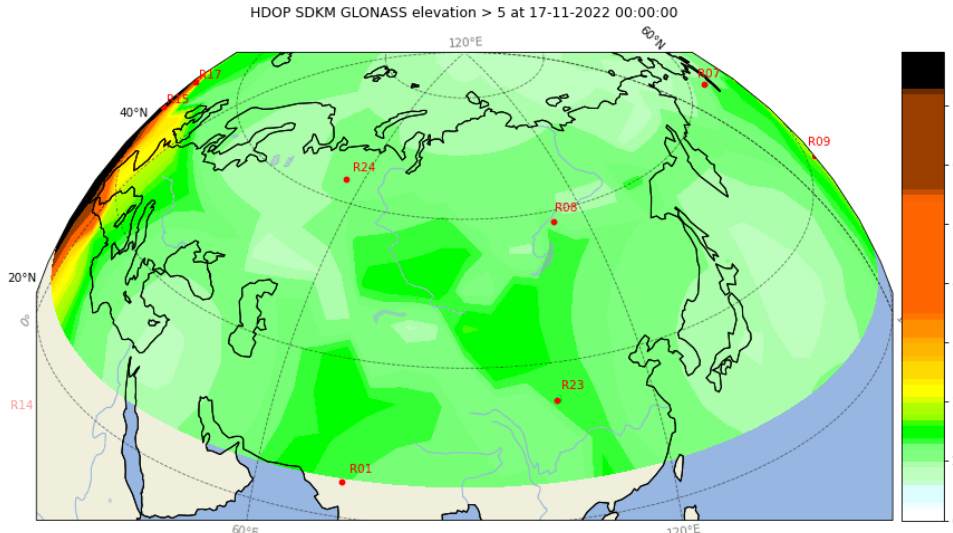 HDOP SDKM GLONASS elevation > 5 at 17-11-2022 00:00:00
120°E
60°N
R17
R07
R15
40°N
R09
R24
R08
20°N
0°
R23
R14
R01
60°E
120°E